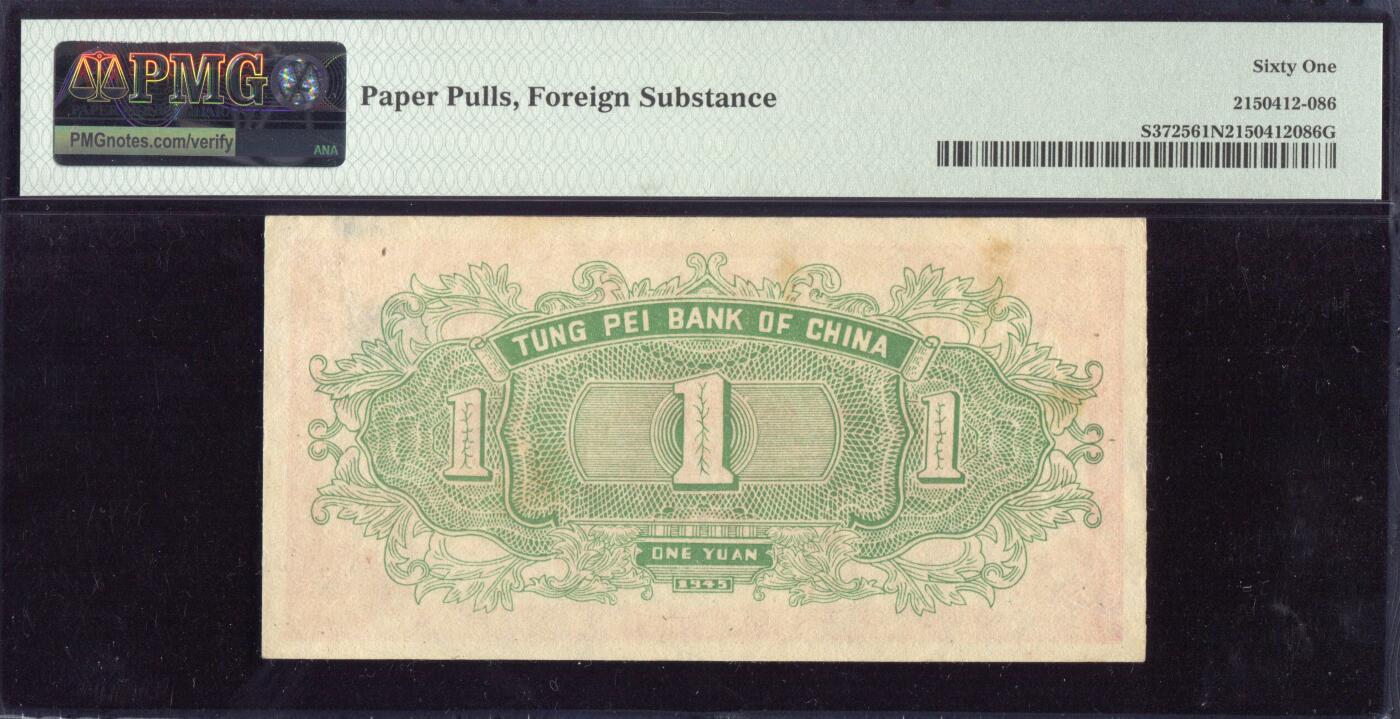 PMG
PMGnotes.com/verify
ANA
Paper Pulls, Foreign Substance
Sixty One
2150412-086
S372561N2150412086G
TUNG PEI BANK OF CHINA
1 1 1
ONE YUAN
1945